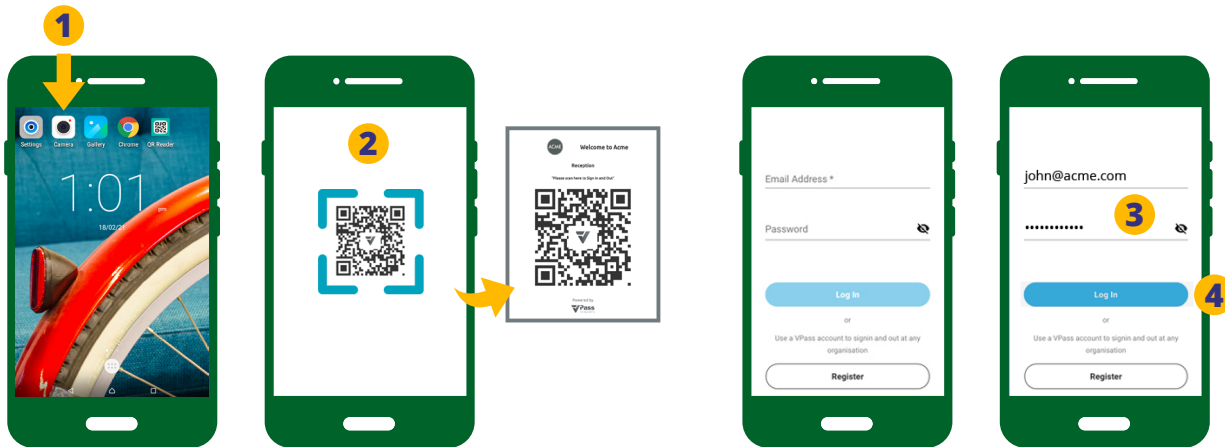 1
Settings
Camera
Gallery
Chrome
QR Reader
1:01 pm
18/02/21
2
ACME
Welcome to Acme
Reception
"Please scan here to Sign In and Out"
Powered by
VPass
Email Address *
Password
Log In
or
Use a VPass account to signin and out at any
organisation
Register
john@acme.com
3
••••••••••••
Log In
4
or
Use a VPass account to signin and out at any
organisation
Register